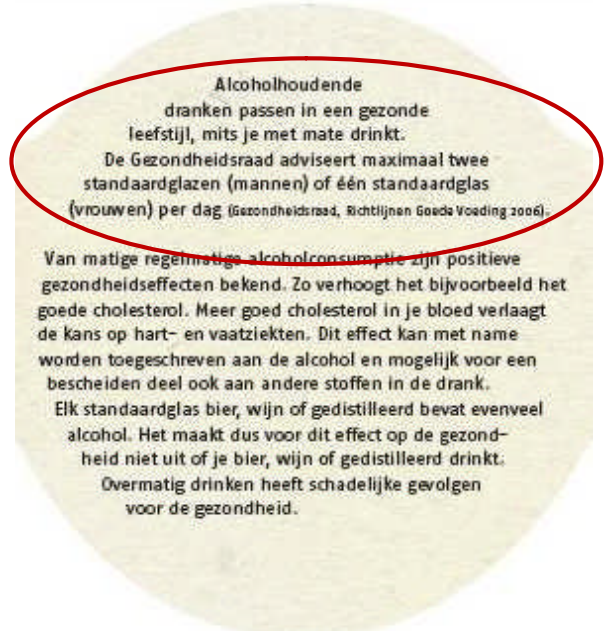 Alcoholhoudende
dranken passen in een gezonde
leefstijl, mits je met mate drinkt.
De Gezondheidsraad adviseert maximaal twee
standaardglazen (mannen) of één standaardglas
(vrouwen) per dag (Gezondheidsraad, Richtlijnen Goede Voeding 2006).
Van matige regelmatige alcoholconsumptie zijn positieve
gezondheidseffecten bekend. Zo verhoogt het bijvoorbeeld het
goede cholesterol. Meer goed cholesterol in je bloed verlaagt
de kans op hart- en vaatziekten. Dit effect kan met name
worden toegeschreven aan de alcohol en mogelijk voor een
bescheiden deel ook aan andere stoffen in de drank.
Elk standaardglas bier, wijn of gedistilleerd bevat evenveel
alcohol. Het maakt dus voor dit effect op de gezond-
heid niet uit of je bier, wijn of gedistilleerd drinkt.
Overmatig drinken heeft schadelijke gevolgen
voor de gezondheid.